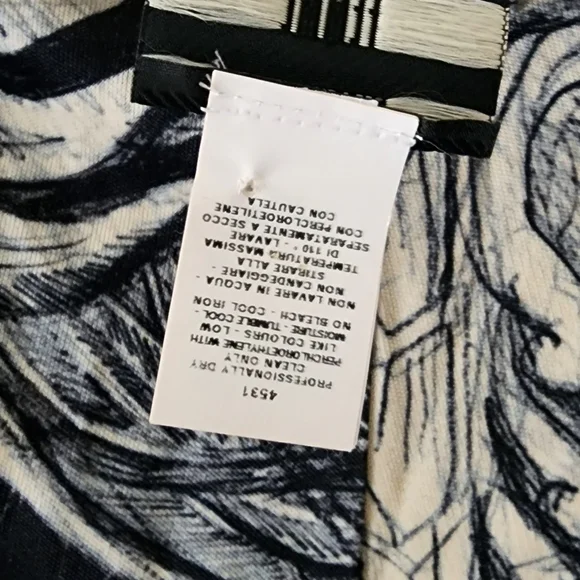 4531
PROFESSIONALLY DRY
CLEAN ONLY
PERCHLOROETHYLENE WITH
LIKE COLOURS - LOW
MOISTURE - TUMBLE COOL -
NO BLEACH - COOL IRON
NON LAVARE IN ACQUA -
NON CANDEGGIARE -
STIRARE ALLA
TEMPERATURA MASSIMA
DI 110° - LAVARE
SEPARATAMENTE A SECCO
CON PERCLOROETILENE
CON CAUTELA